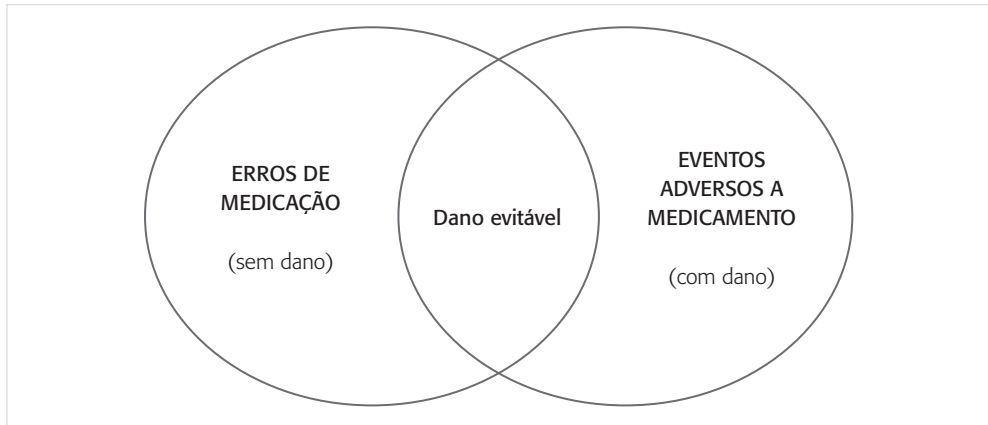 ERROS DE
MEDICAÇÃO
(sem dano)
Dano evitável
EVENTOS
ADVERSOS A
MEDICAMENTO
(com dano)